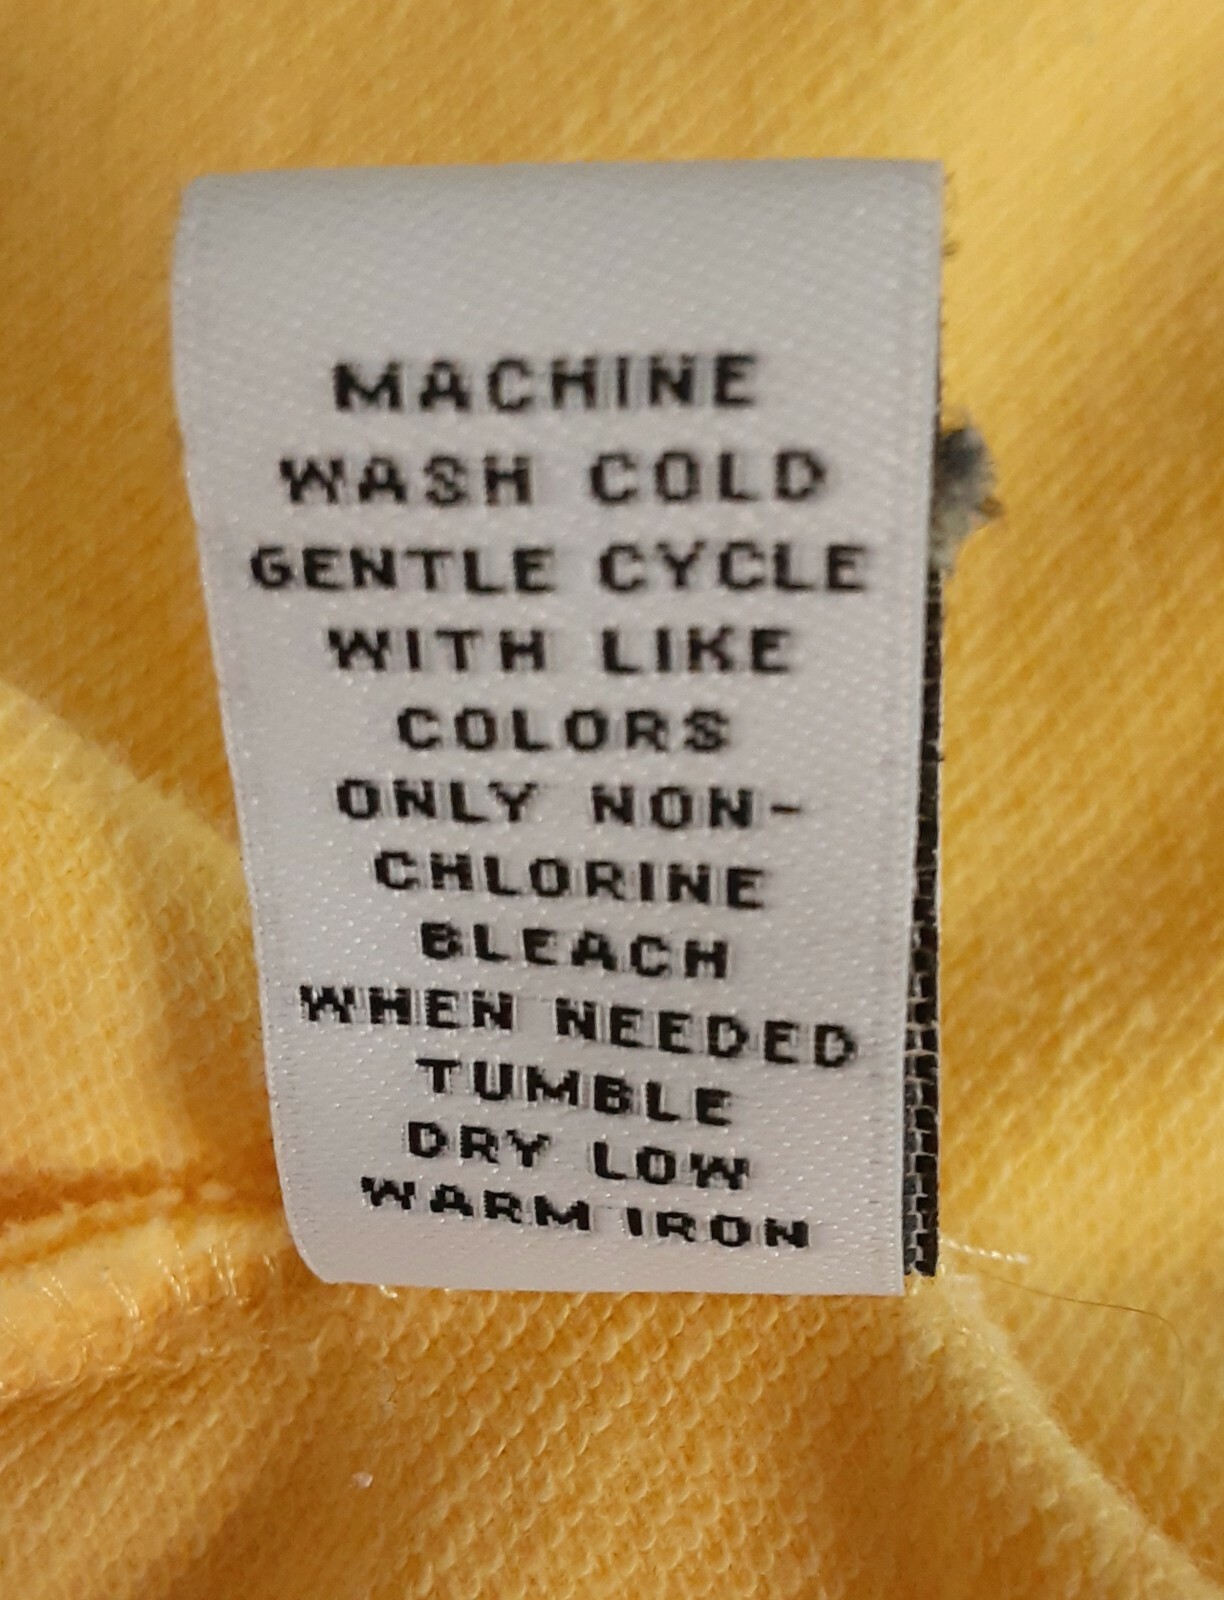 MACHINE
WASH COLD
GENTLE CYCLE
WITH LIKE
COLORS
ONLY NON-
CHLORINE
BLEACH
WHEN NEEDED
TUMBLE
DRY LOW
WARM IRON